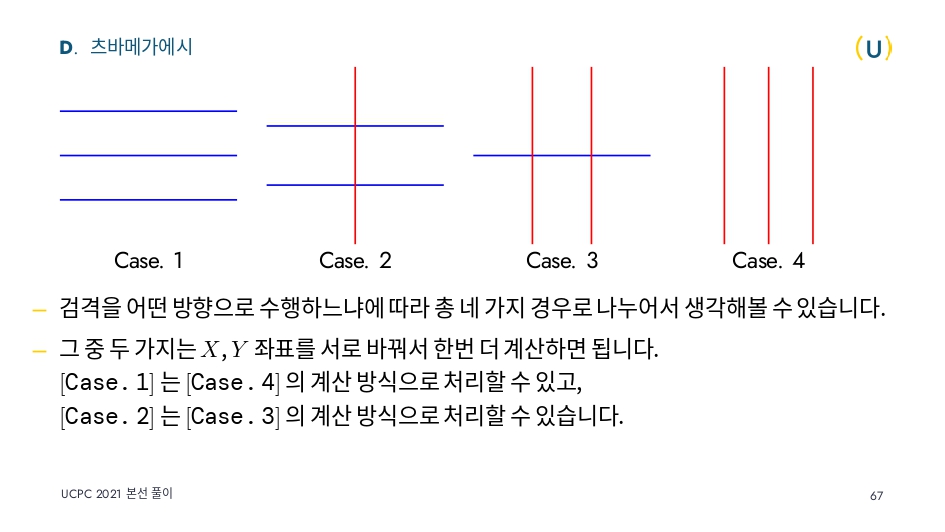 D. 츠바메가에시
(U)
Case. 1 Case. 2 Case. 3 Case. 4
– 검격을 어떤 방향으로 수행하느냐에 따라 총 네 가지 경우로 나누어서 생각해볼 수 있습니다.
– 그 중 두 가지는 X, Y 좌표를 서로 바꿔서 한번 더 계산하면 됩니다.
[Case. 1] 는 [Case. 4] 의 계산 방식으로 처리할 수 있고,
[Case. 2] 는 [Case. 3] 의 계산 방식으로 처리할 수 있습니다.
UCPC 2021 본선 풀이
67